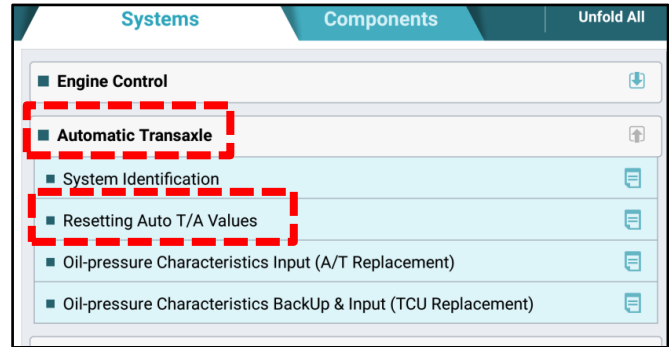 Systems
Components
Unfold All
Engine Control
Automatic Transaxle
System Identification
Resetting Auto T/A Values
Oil-pressure Characteristics Input (A/T Replacement)
Oil-pressure Characteristics BackUp & Input (TCU Replacement)